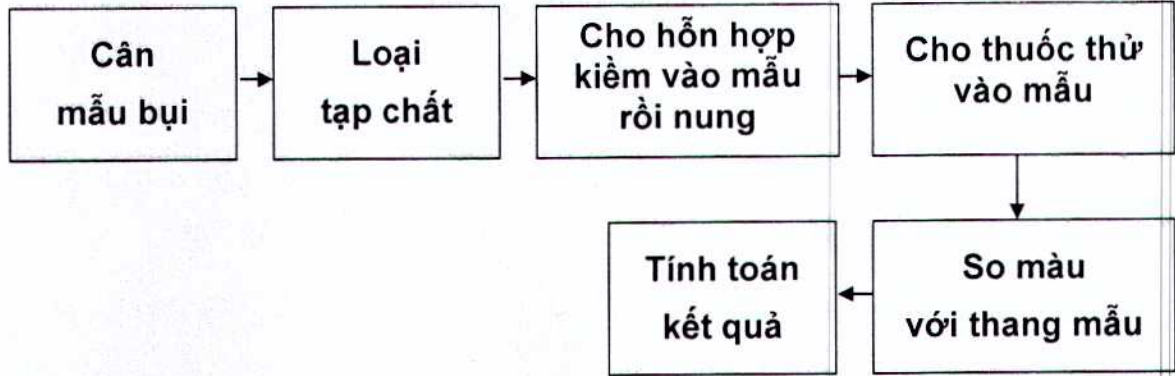 Cân
mẫu bụi
Loại
tạp chất
Cho hỗn hợp
kiềm vào mẫu
rồi nung
Cho thuốc thử
vào mẫu
So màu
với thang mẫu
Tính toán
kết quả